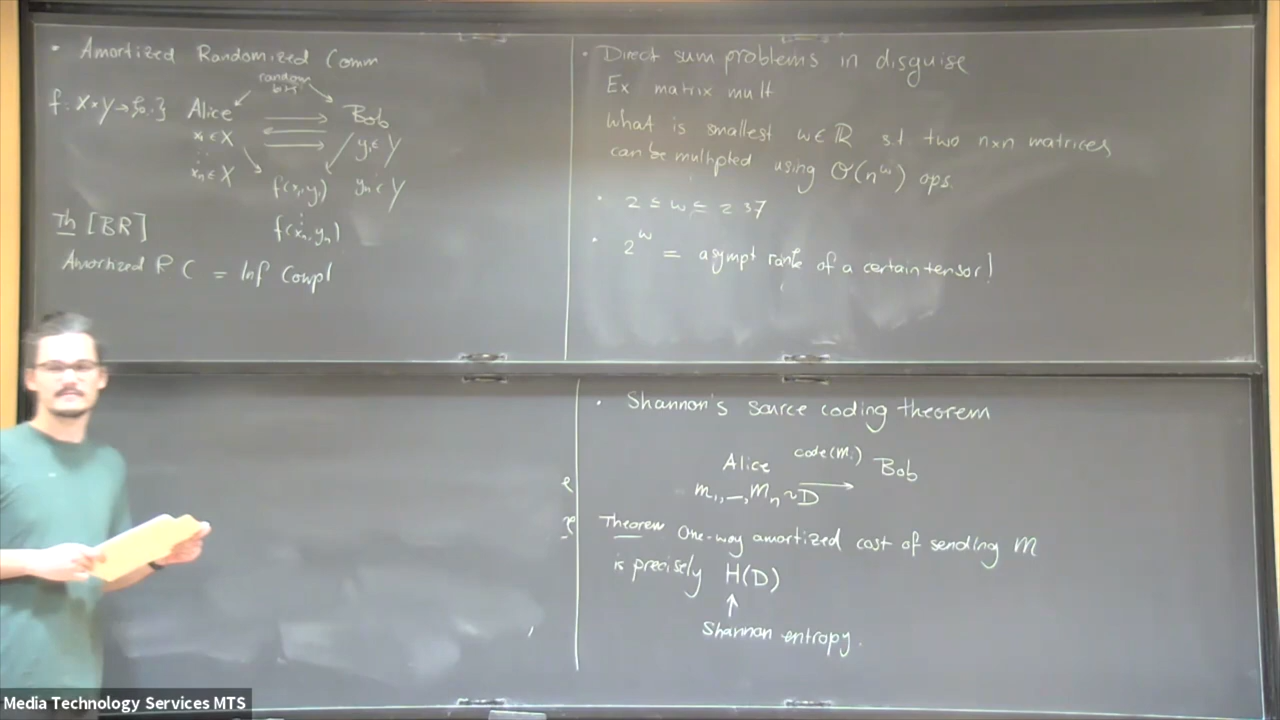 • Amortized Randomized Comm
random
bits
f: X × Y → {0,1} Alice Bob
x₁ ∈ X y₁ ∈ Y
xₙ ∈ X f(x₁,y₁) yₙ ∈ Y
f(xₙ,yₙ)
Th [BR]
Amortized RC = Inf Compl
• Direct sum problems in disguise
Ex matrix mult
What is smallest w ∈ ℝ s.t two n×n matrices
can be multipled using O(n^w) ops.
• 2 ≤ w ≤ 2 37
• 2^w = asympt rank of a certain tensor!
• Shannon's source coding theorem
Alice code(M₁) Bob
M₁, —, Mₙ ~ D
Theorem One-way amortized cost of sending M
is precisely H(D)
↑
Shannon entropy.
Media Technology Services MTS